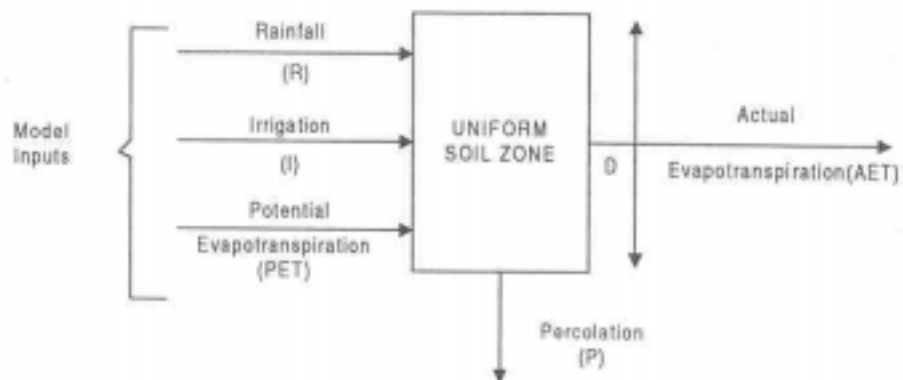 Model
Inputs
Rainfall
(R)
Irrigation
(I)
Potential
Evapotranspiration
(PET)
UNIFORM
SOIL ZONE
D
Actual
Evapotranspiration(AET)
Percolation
(P)